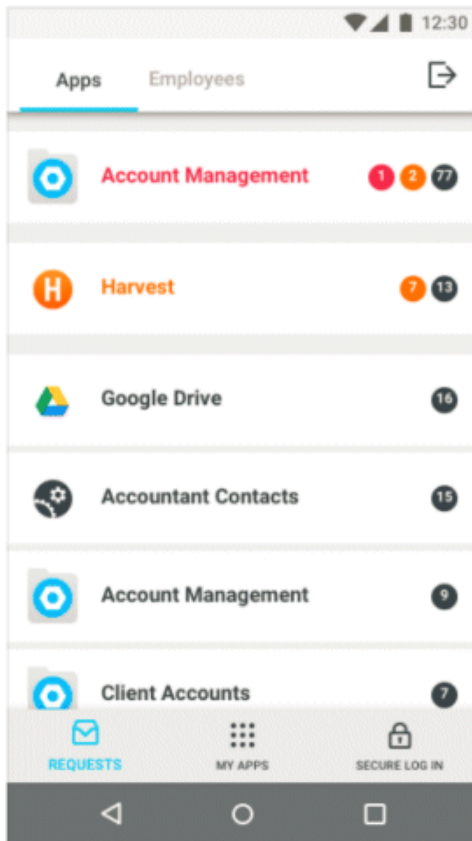 12:30
Apps Employees
Account Management 1 2 77
H Harvest 7 13
Google Drive 16
Accountant Contacts 15
Account Management 9
Client Accounts 7
REQUESTS MY APPS SECURE LOG IN